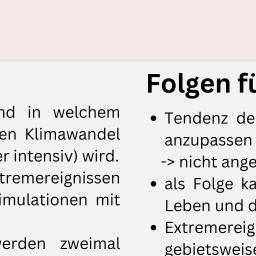 nd in welchem
en Klimawandel
er intensiv) wird.
tremereignissen
imulationen mit
werden zweimal
Folgen fü
• Tendenz de
anzupassen
-> nicht ange
• als Folge ka
Leben und d
• Extremereig
gebietsweise